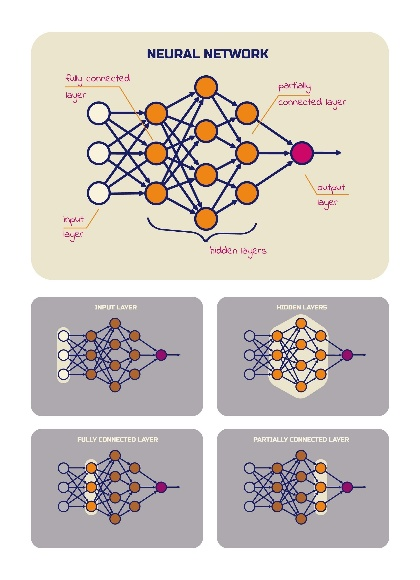 NEURAL NETWORK
fully connected
layer
partially
connected layer
input
layer
output
layer
hidden layers
INPUT LAYER
HIDDEN LAYERS
FULLY CONNECTED LAYER
PARTIALLY CONNECTED LAYER